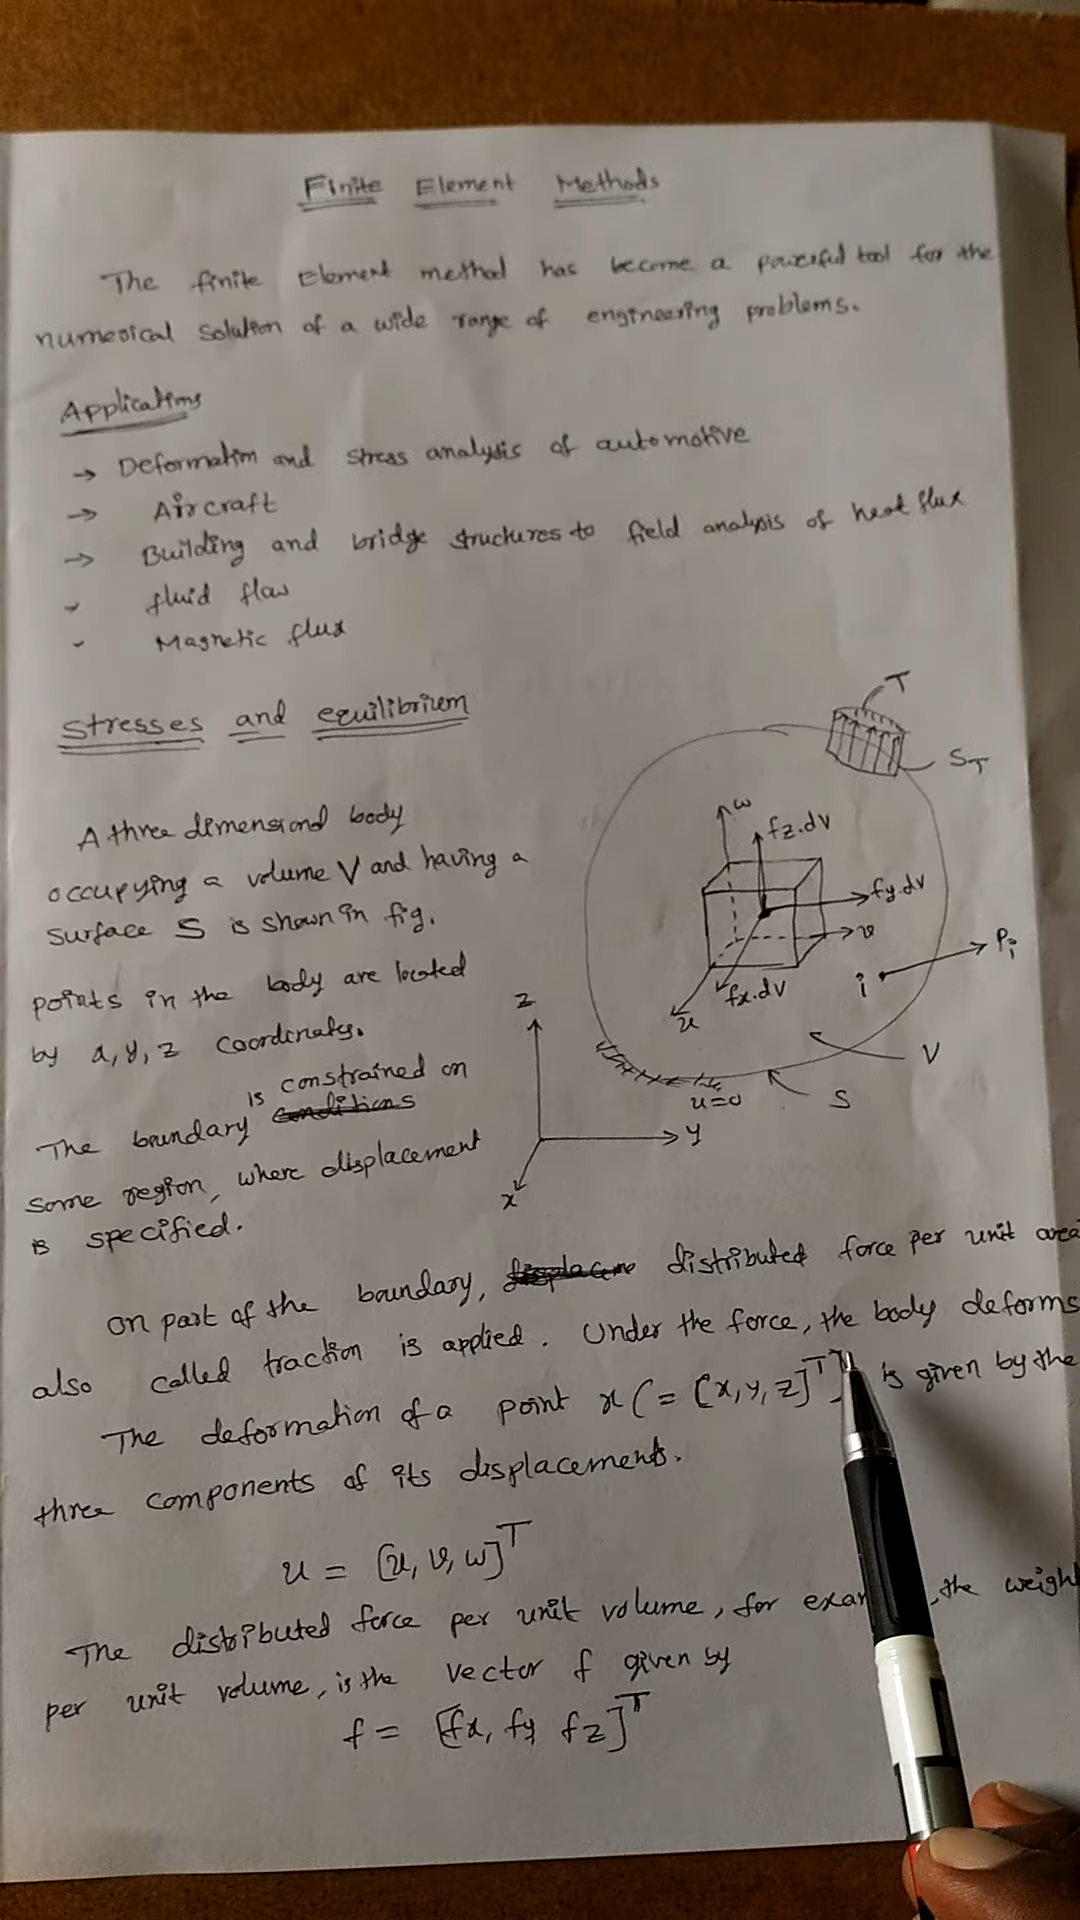 Finite Element Methods
The finite Element method has become a powerful tool for the
numerical solution of a wide range of engineering problems.
Applications
→ Deformation and stress analysis of automotive
→ Aircraft
→ Building and bridge structures to field analysis of heat flux
fluid flow
Magnetic flux
Stresses and equilibrium
A three dimensional body
occupying a volume V and having a
surface S is shown in fig.
points in the body are located
by x, y, z coordinates.
is constrained on
The boundary conditions
some region, where displacement
is specified.
T
ST
w
fz.dv
fy.dv
v
fx.dv
u
i
Pi
V
S
u=0
z
y
x
on part of the boundary, displaceme distributed force per unit area
also called traction is applied. Under the force, the body deforms
The deformation of a point x (= [x, y, z]ᵀ) is given by the
three components of its displacements.
u = [u, v, w]ᵀ
The distributed force per unit volume, for exam , the weight
per unit volume, is the vector f given by
f = [fx, fy, fz]ᵀ